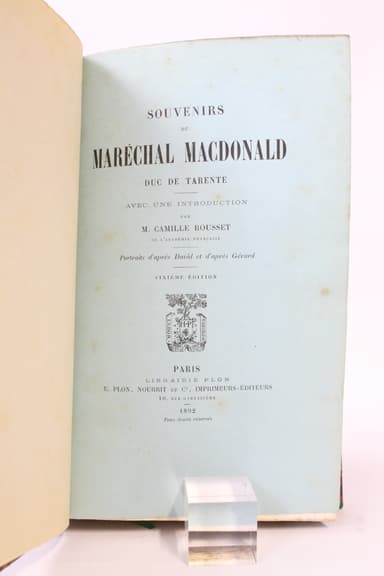 SOUVENIRS
DU
MARÉCHAL MACDONALD
DUC DE TARENTE
AVEC UNE INTRODUCTION
PAR
M. CAMILLE ROUSSET
DE L'ACADÉMIE FRANÇAISE
Portraits d'après David et d'après Gérard
SIXIÈME ÉDITION
PARIS
LIBRAIRIE PLON
E. PLON, NOURRIT ET Cie, IMPRIMEURS-ÉDITEURS
10, RUE GARANCIÈRE
1892
Tous droits réservés